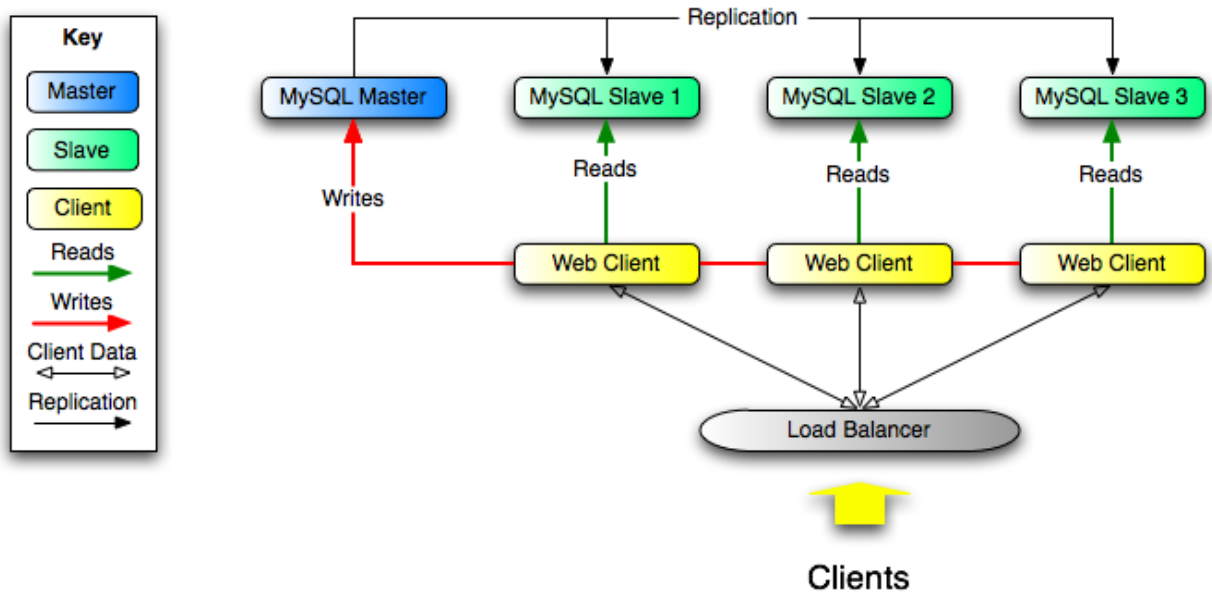 Key
Master
Slave
Client
Reads
Writes
Client Data
Replication
Replication
MySQL Master
MySQL Slave 1
MySQL Slave 2
MySQL Slave 3
Writes
Reads
Reads
Reads
Web Client
Web Client
Web Client
Load Balancer
Clients